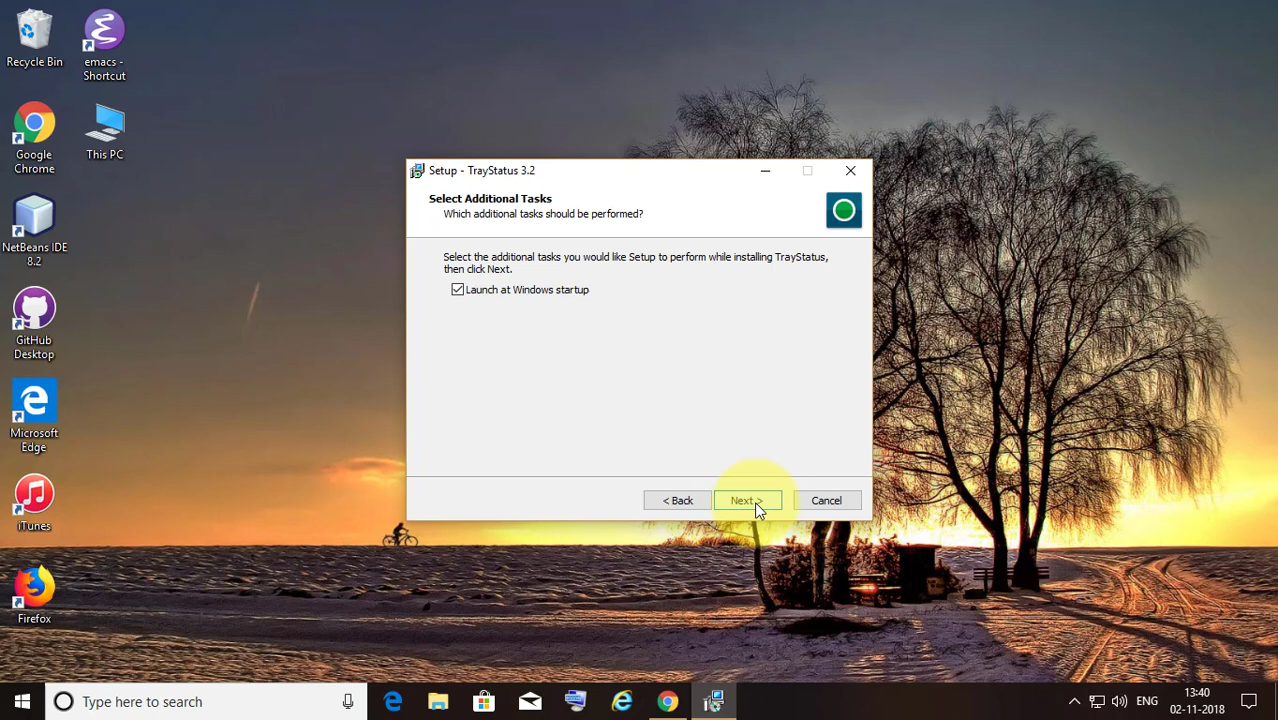 Recycle Bin
emacs -
Shortcut
Google
Chrome
This PC
NetBeans IDE
8.2
GitHub
Desktop
Microsoft
Edge
iTunes
Firefox
Setup - TrayStatus 3.2
Select Additional Tasks
Which additional tasks should be performed?
Select the additional tasks you would like Setup to perform while installing TrayStatus,
then click Next.
Launch at Windows startup
< Back
Next >
Cancel
Type here to search
ENG
13:40
02-11-2018